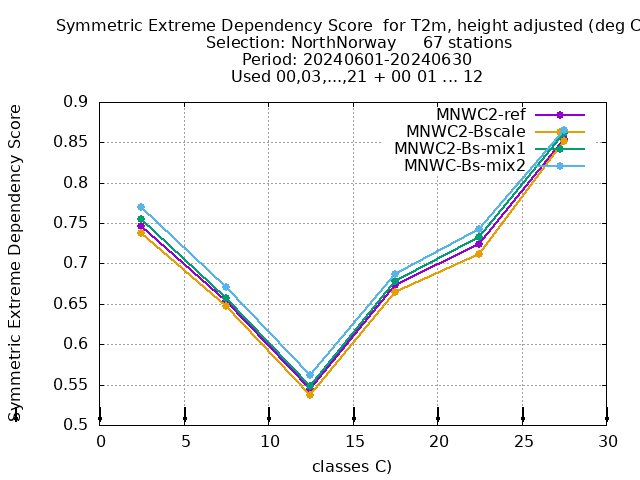 Symmetric Extreme Dependency Score for T2m, height adjusted (deg C
Selection: NorthNorway 67 stations
Period: 20240601-20240630
Used 00,03,...,21 + 00 01 ... 12
Symmetric Extreme Dependency Score
0.9
0.85
0.8
0.75
0.7
0.65
0.6
0.55
0.5
MNWC2-ref
MNWC2-Bscale
MNWC2-Bs-mix1
MNWC-Bs-mix2
0 5 10 15 20 25 30
classes C)